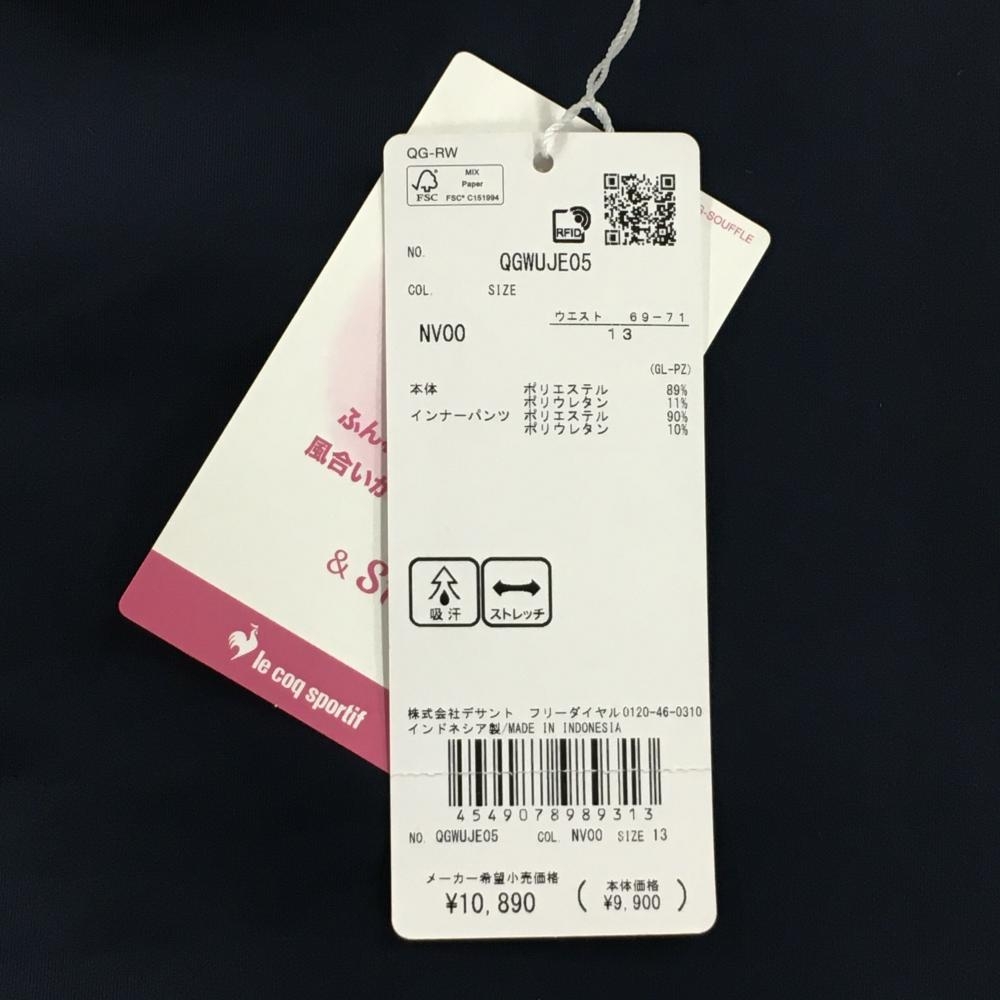 QG-RW
MIX
Paper
FSC® C151994
FSC
RFID
G-SOUFFLE
NO. QGWUJE05
COL. SIZE
ウエスト 69-71
NV00 13
(GL-PZ)
本体 ポリエステル 89%
ポリウレタン 11%
インナーパンツ ポリエステル 90%
ポリウレタン 10%
風合いが
&
吸汗 ストレッチ
le coq sportif
株式会社デサント フリーダイヤル0120-46-0310
インドネシア製/MADE IN INDONESIA
4549078989313
NO. QGWUJE05 COL. NV00 SIZE 13
メーカー希望小売価格
¥10,890
(本体価格
¥9,900)